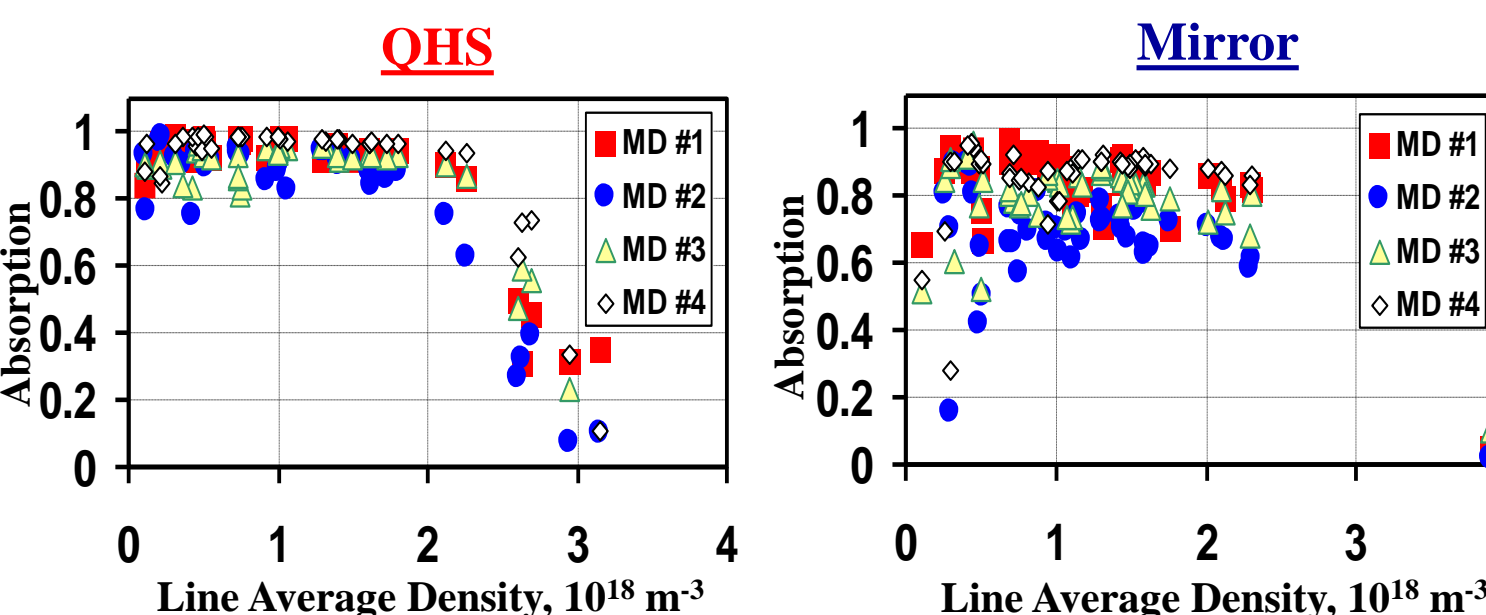 QHS
1
0.8
0.6
0.4
0.2
0
0 1 2 3 4
Absorption
Line Average Density, 10¹⁸ m⁻³
MD #1
MD #2
MD #3
MD #4
Mirror
1
0.8
0.6
0.4
0.2
0
0 1 2 3
Absorption
Line Average Density, 10¹⁸ m⁻³
MD #1
MD #2
MD #3
MD #4